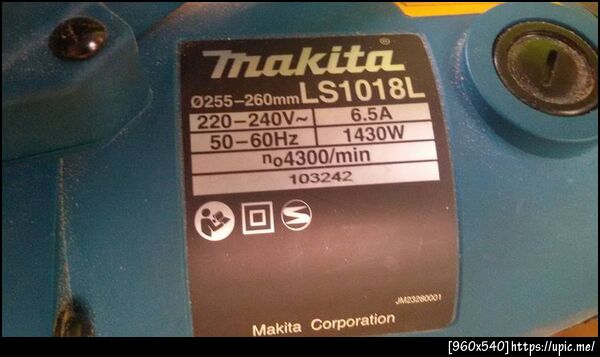 makita®
Ø255-260mm LS1018L
220-240V~ 6.5A
50-60Hz 1430W
n₀4300/min
103242
JM23280001
Makita Corporation
[960x540] https://upic.me/